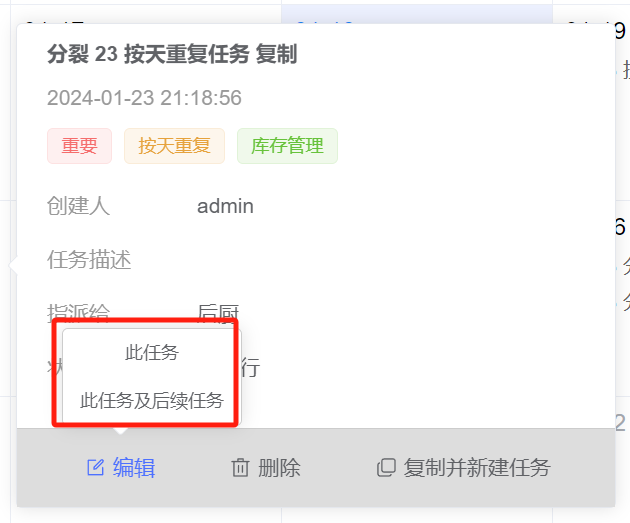 分裂 23 按天重复任务 复制
2024-01-23 21:18:56
重要 按天重复 库存管理
创建人 admin
任务描述
指派给 后厨
行
此任务
此任务及后续任务
编辑 删除 复制并新建任务